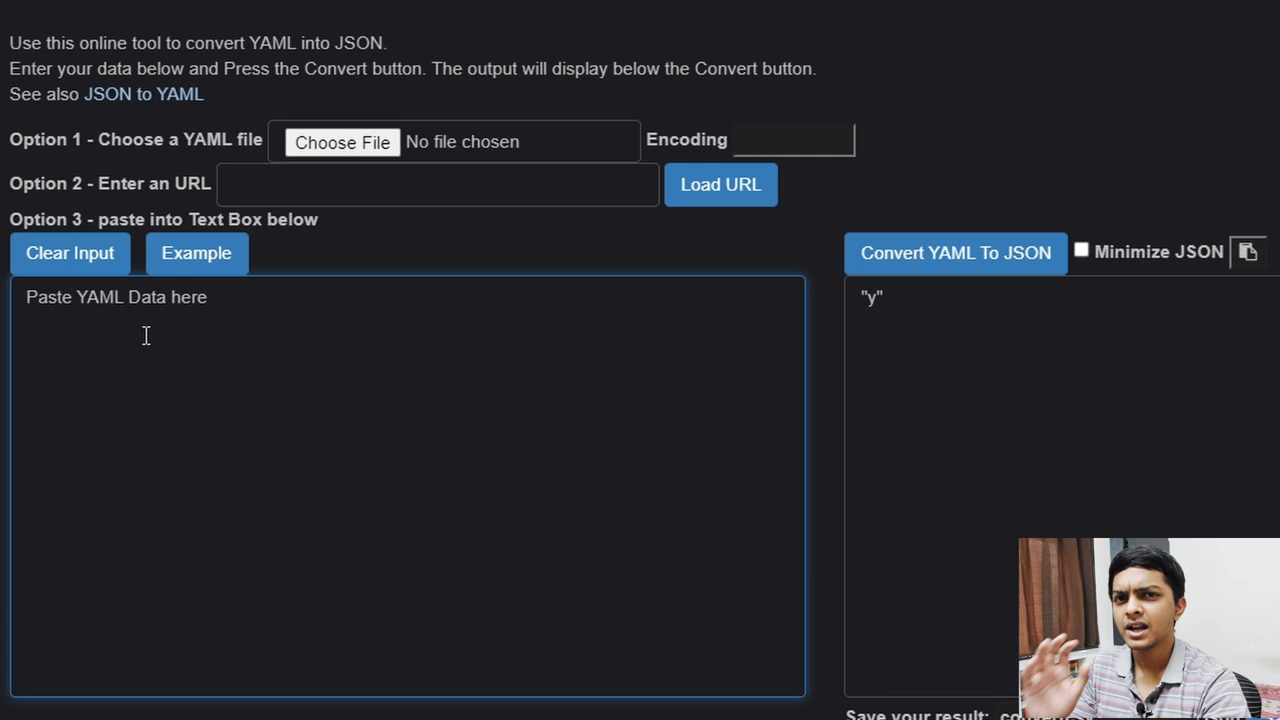 Use this online tool to convert YAML into JSON.
Enter your data below and Press the Convert button. The output will display below the Convert button.
See also JSON to YAML
Option 1 - Choose a YAML file Choose File No file chosen Encoding
Option 2 - Enter an URL Load URL
Option 3 - paste into Text Box below
Clear Input Example Convert YAML To JSON Minimize JSON
Paste YAML Data here "y"
Save your result: